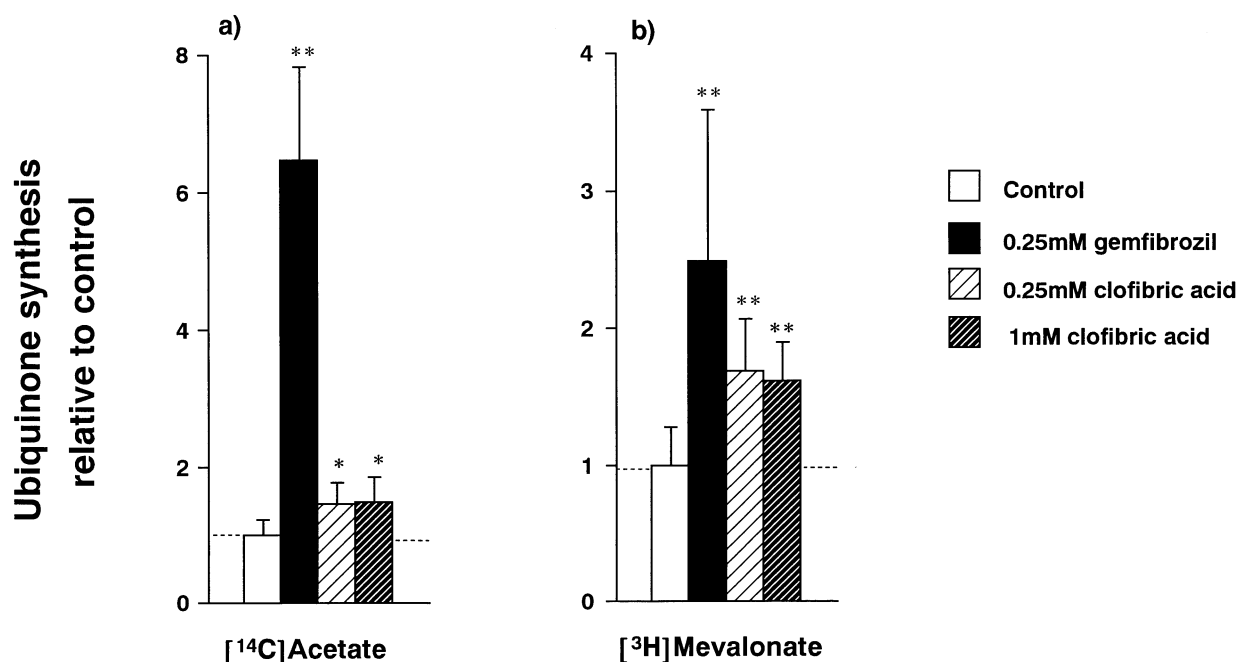 Ubiquinone synthesis
relative to control
a)
8
6
4
2
0
**
*
*
[¹⁴C]Acetate
b)
4
3
2
1
0
**
**
**
[³H]Mevalonate
Control
0.25mM gemfibrozil
0.25mM clofibric acid
1mM clofibric acid